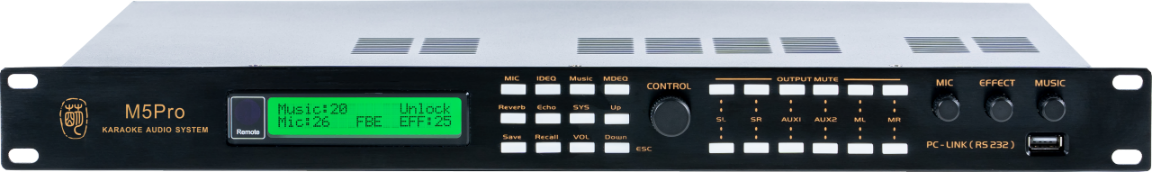 M5Pro
KARAOKE AUDIO SYSTEM
Remote
Music:20 Unlock
Mic:26 FBE EFF:25
MIC IDEQ Music MDEQ
Reverb Echo SYS Up
Save Recall VOL Down
CONTROL
ESC
OUTPUT MUTE
SL SR AUX1 AUX2 ML MR
MIC EFFECT MUSIC
PC-LINK (RS 232)